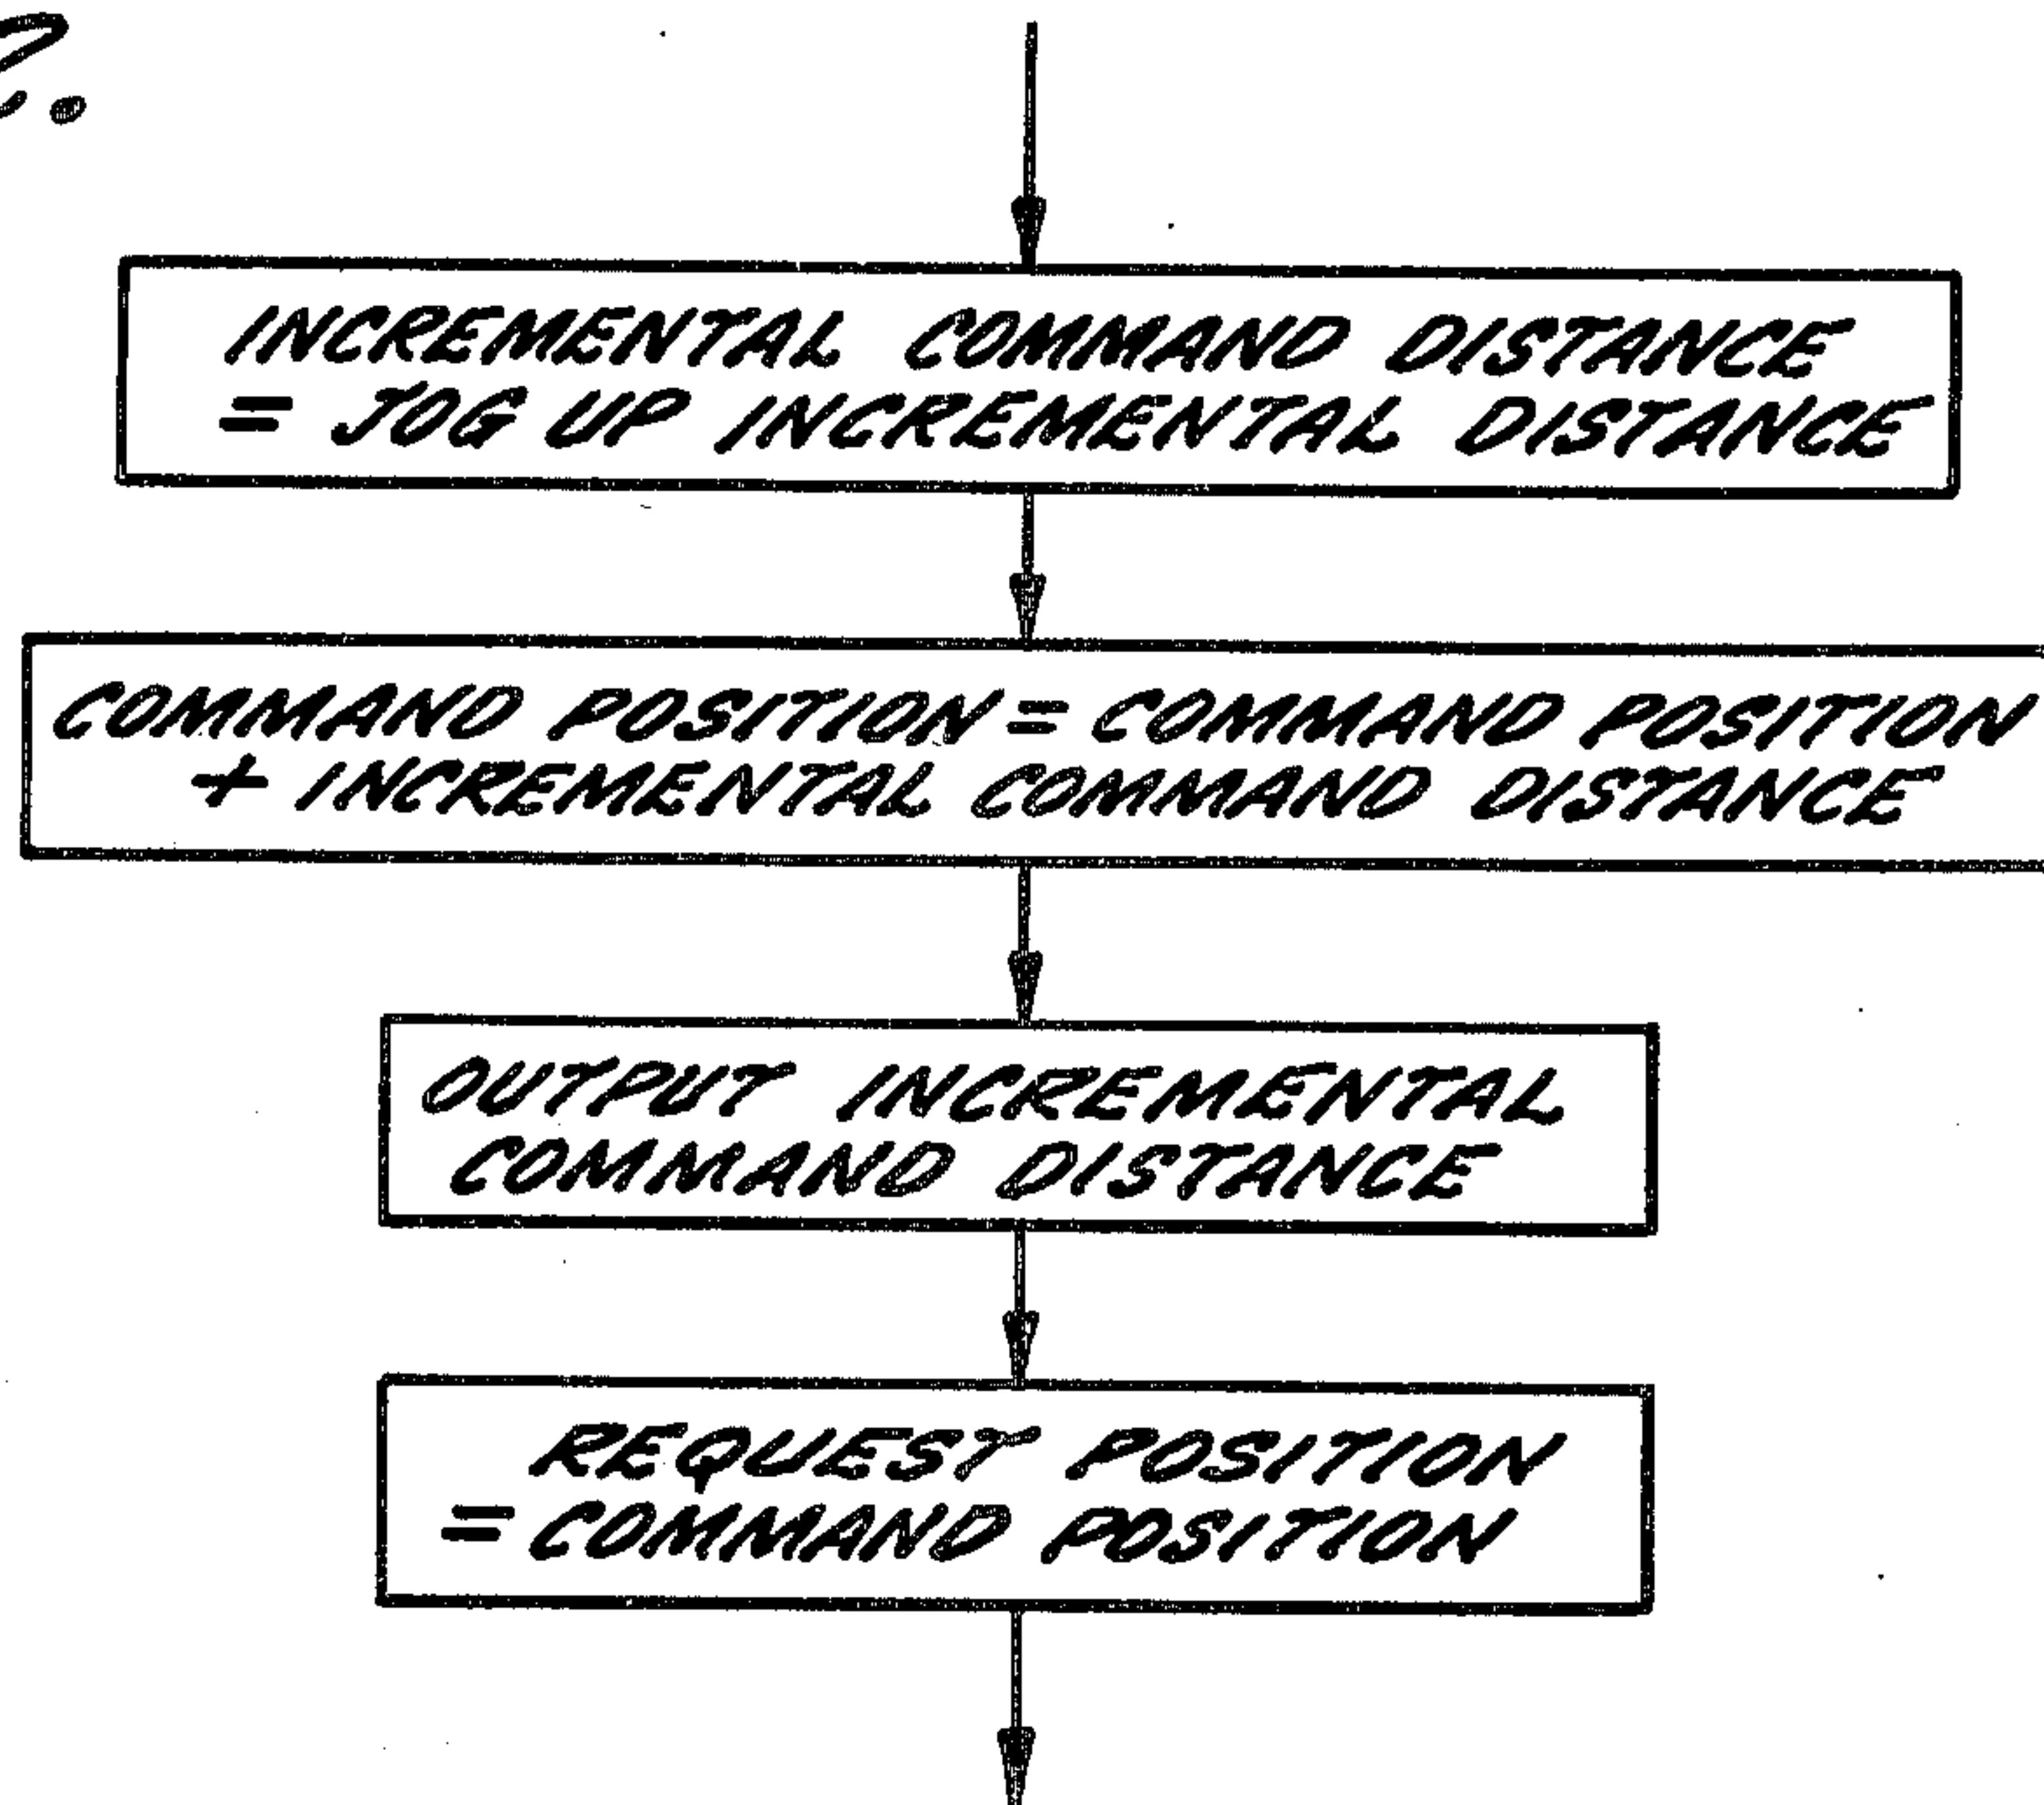 INCREMENTAL COMMAND DISTANCE
= JOG UP INCREMENTAL DISTANCE
COMMAND POSITION = COMMAND POSITION
+ INCREMENTAL COMMAND DISTANCE
OUTPUT INCREMENTAL
COMMAND DISTANCE
REQUEST POSITION
= COMMAND POSITION